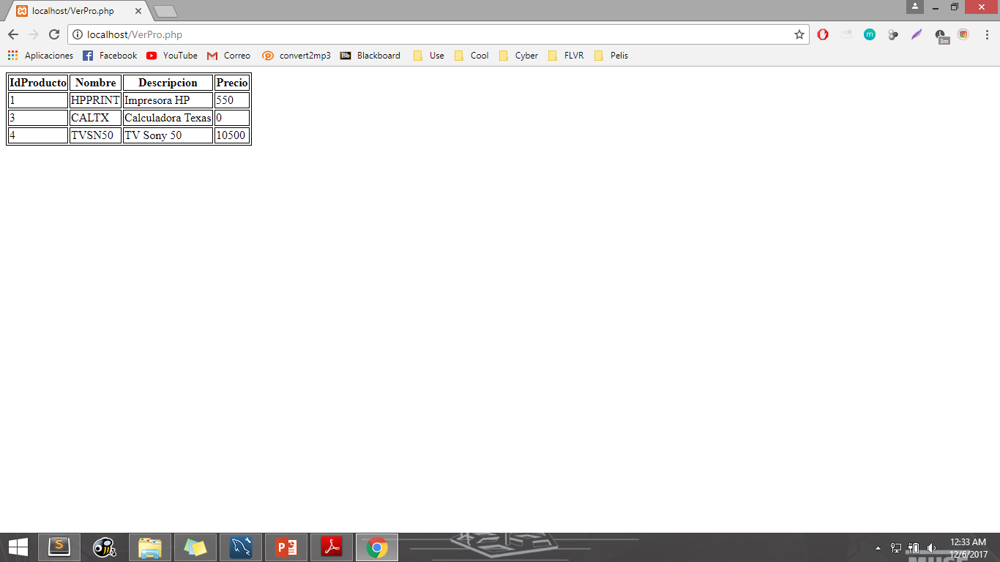 localhost/VerPro.php
localhost/VerPro.php
3m
Aplicaciones Facebook YouTube Correo convert2mp3 Bb Blackboard Use Cool Cyber FLVR Pelis
IdProducto Nombre Descripcion Precio
1 HPPRINT Impresora HP 550
3 CALTX Calculadora Texas 0
4 TVSN50 TV Sony 50 10500
12:33 AM
12/6/2017